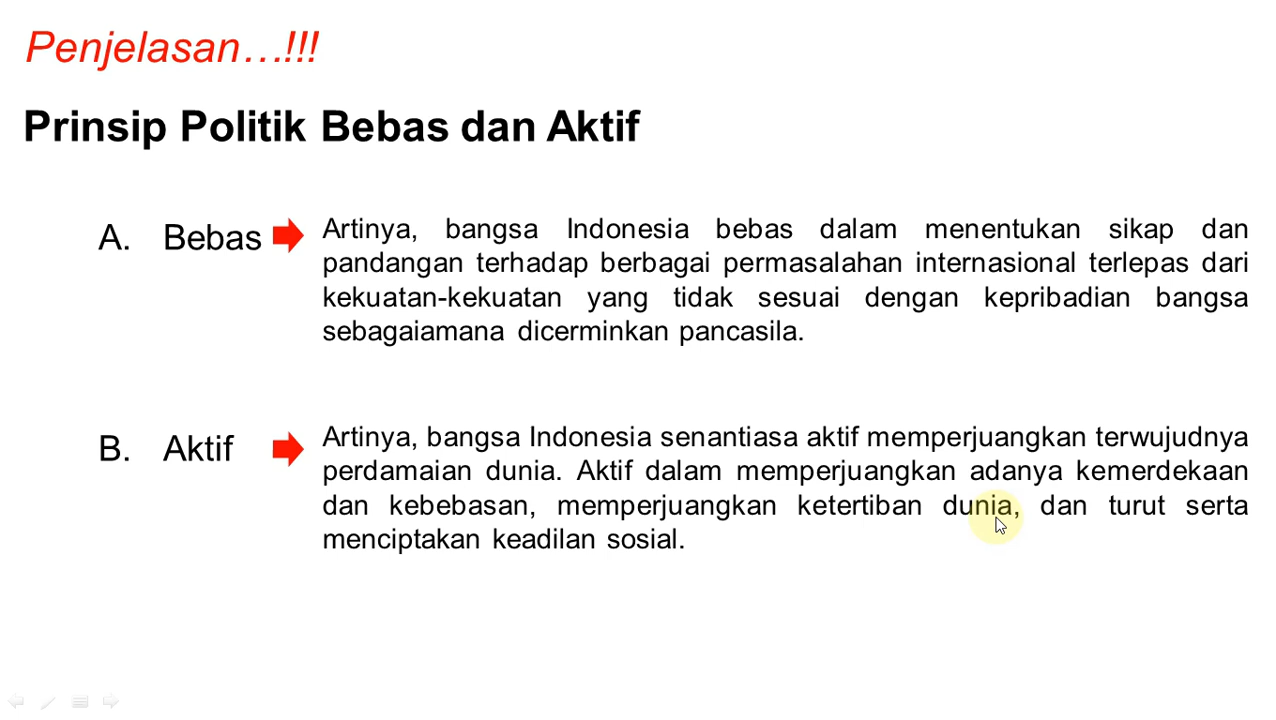 Penjelasan…!!!
Prinsip Politik Bebas dan Aktif
A. Bebas
Artinya, bangsa Indonesia bebas dalam menentukan sikap dan
pandangan terhadap berbagai permasalahan internasional terlepas dari
kekuatan-kekuatan yang tidak sesuai dengan kepribadian bangsa
sebagaiamana dicerminkan pancasila.
B. Aktif
Artinya, bangsa Indonesia senantiasa aktif memperjuangkan terwujudnya
perdamaian dunia. Aktif dalam memperjuangkan adanya kemerdekaan
dan kebebasan, memperjuangkan ketertiban dunia, dan turut serta
menciptakan keadilan sosial.